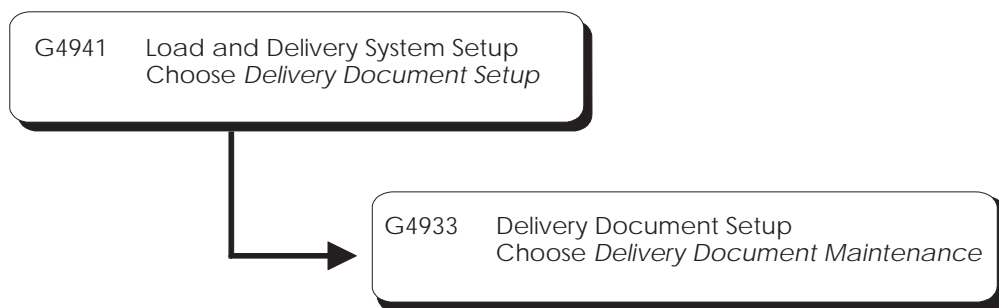 G4941 Load and Delivery System Setup
Choose Delivery Document Setup
G4933 Delivery Document Setup
Choose Delivery Document Maintenance